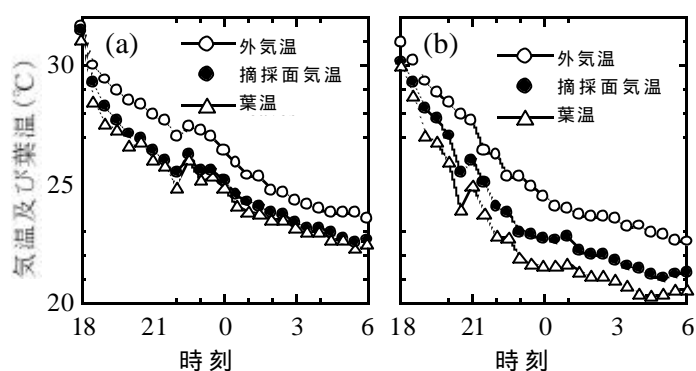 (a)
外気温
摘採面気温
葉温
(b)
外気温
摘採面気温
葉温
気温及び葉温(℃)
30
25
20
18 21 0 3 6
18 21 0 3 6
時刻
時刻